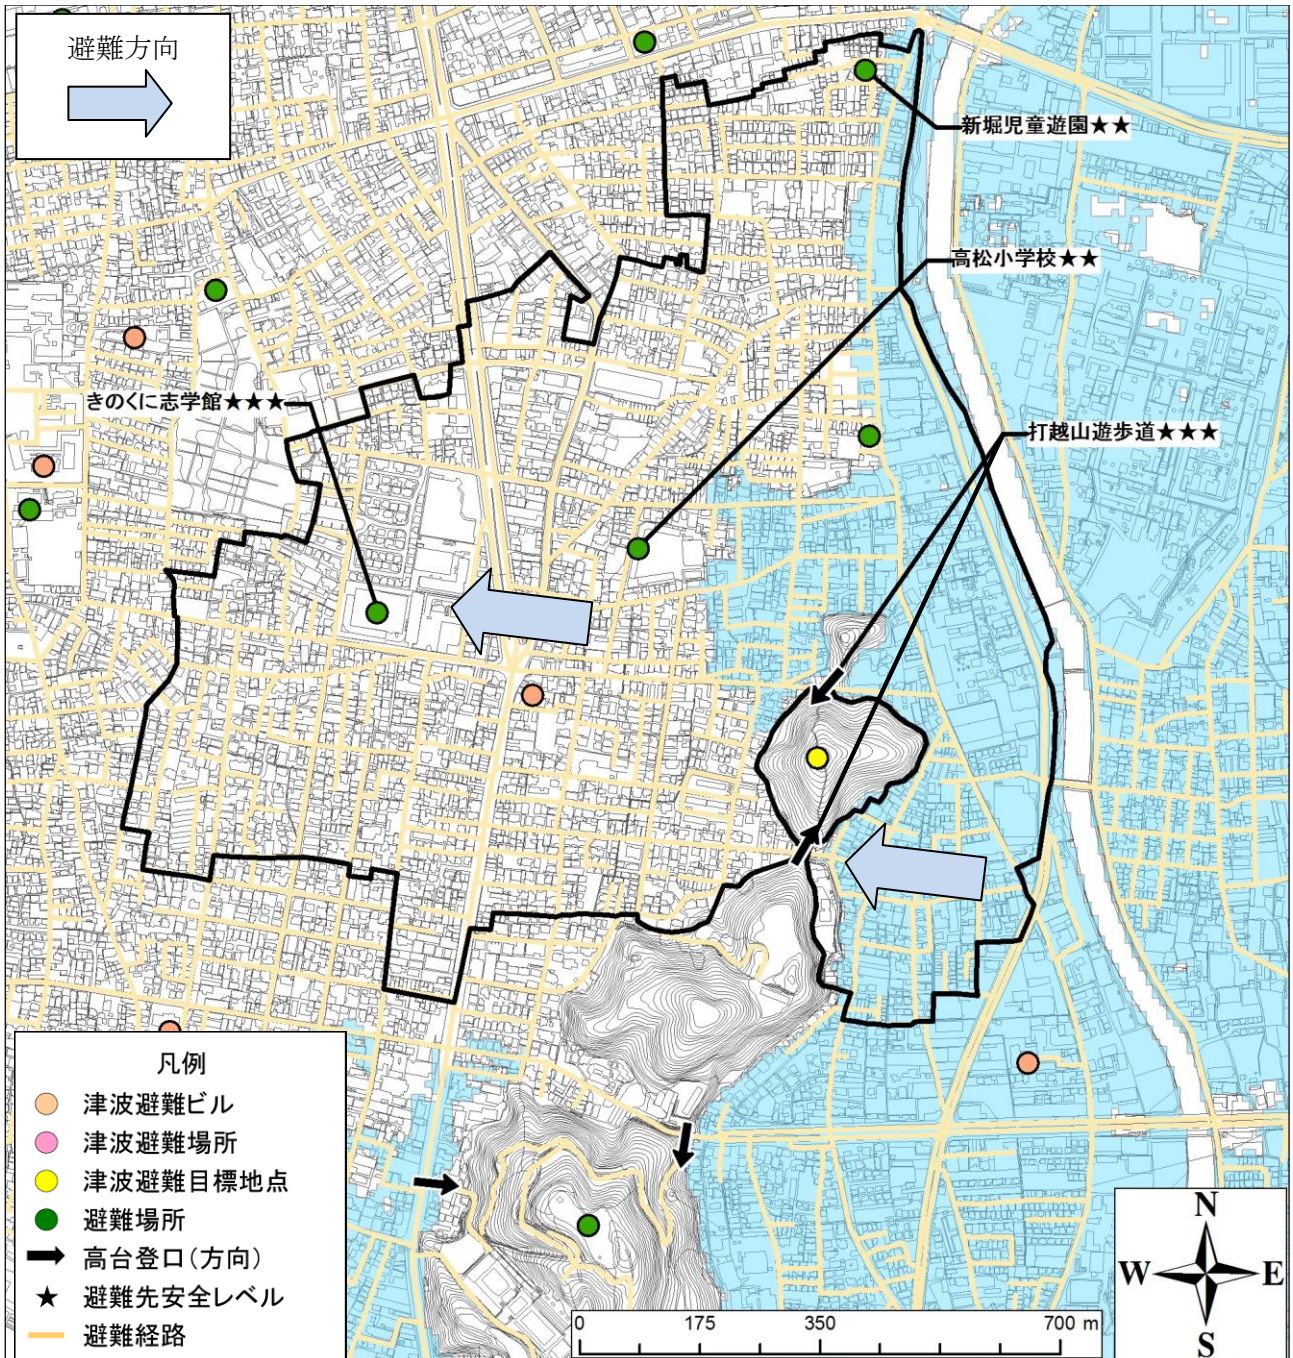 避難方向
新堀児童遊園★★
高松小学校★★
きのくに志学館★★★
打越山遊歩道★★★
凡例
津波避難ビル
津波避難場所
津波避難目標地点
避難場所
高台登口(方向)
★ 避難先安全レベル
避難経路
0 175 350 700 m
N
W E
S